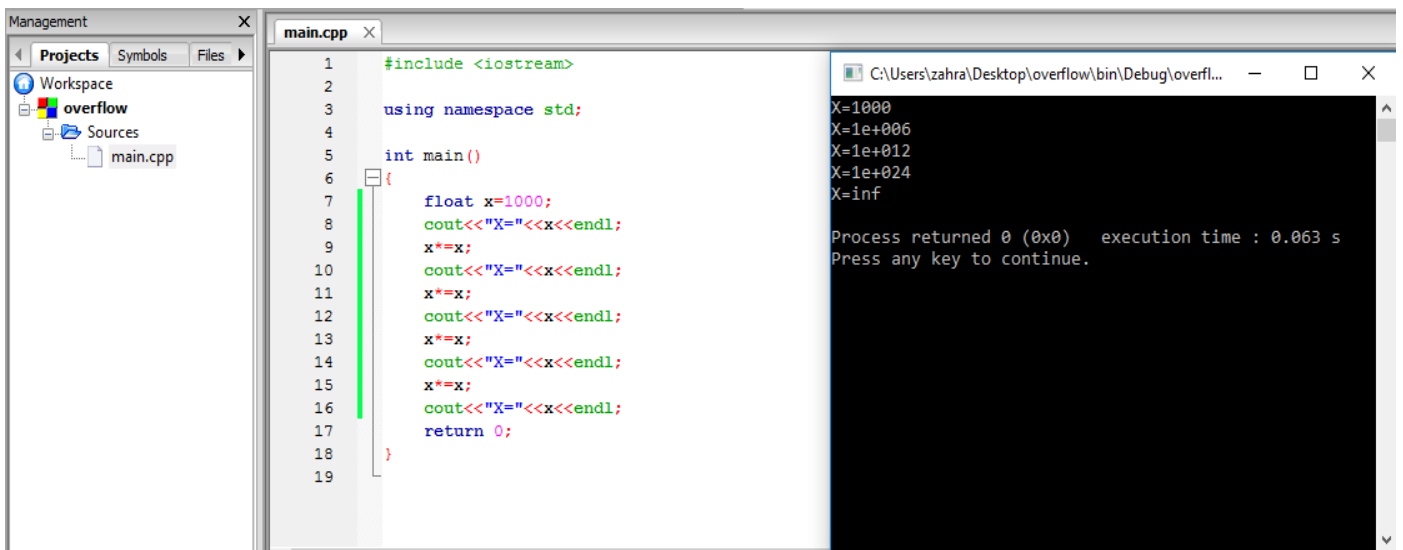 Management X
Projects Symbols Files
Workspace
overflow
Sources
main.cpp
main.cpp
1 #include <iostream>
2
3 using namespace std;
4
5 int main()
6 {
7 float x=1000;
8 cout<<"X="<<x<<endl;
9 x*=x;
10 cout<<"X="<<x<<endl;
11 x*=x;
12 cout<<"X="<<x<<endl;
13 x*=x;
14 cout<<"X="<<x<<endl;
15 x*=x;
16 cout<<"X="<<x<<endl;
17 return 0;
18 }
19
C:\Users\zahra\Desktop\overflow\bin\Debug\overfl...
X=1000
X=1e+006
X=1e+012
X=1e+024
X=inf
Process returned 0 (0x0) execution time : 0.063 s
Press any key to continue.